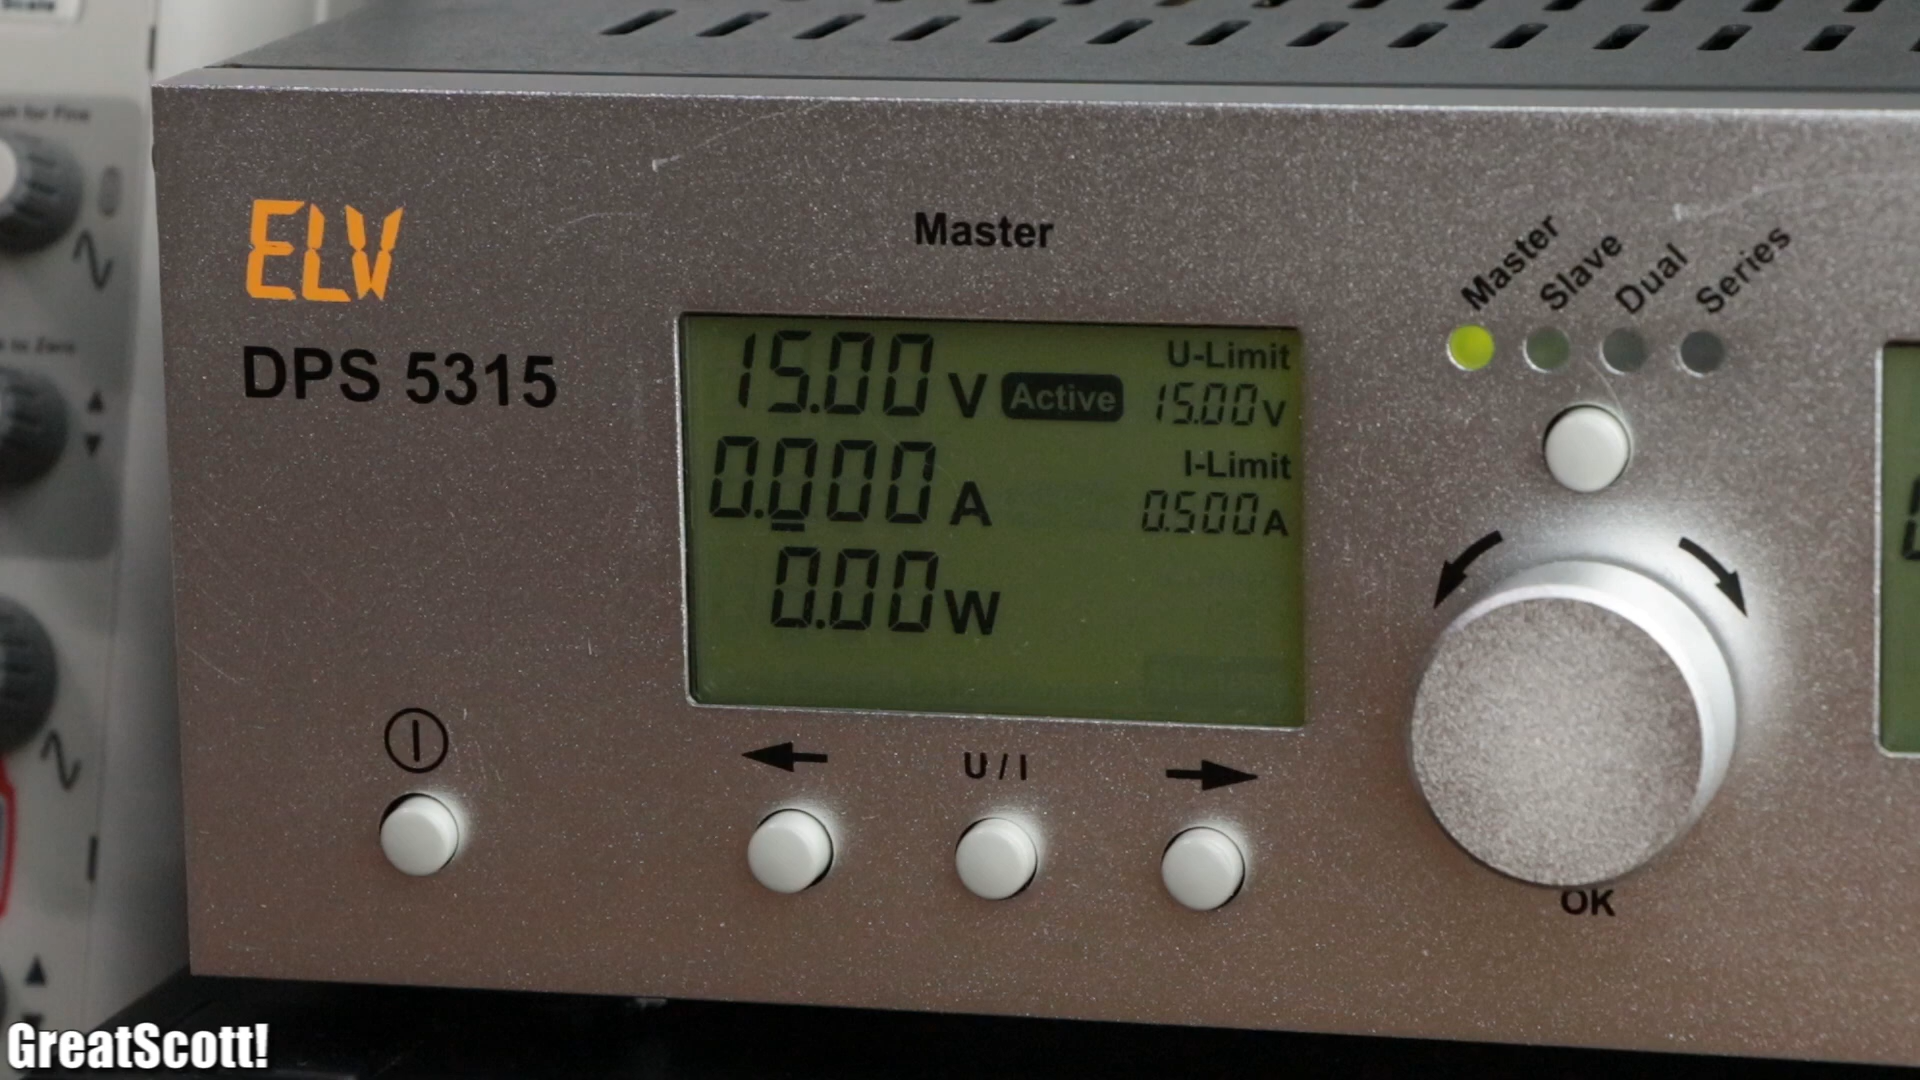 Scale
ELV
DPS 5315
Master
15.00 V Active
U-Limit
15.00 V
0.000 A
I-Limit
0.500 A
0.00 W
Master
Slave
Dual
Series
U / I
OK
GreatScott!